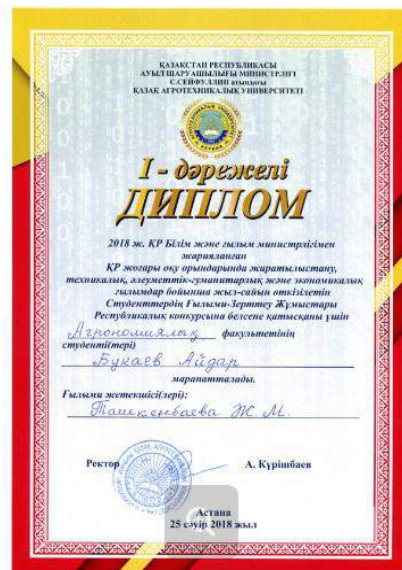 ҚАЗАҚСТАН РЕСПУБЛИКАСЫ
АУЫЛ ШАРУАШЫЛЫҒЫ МИНИСТРЛІГІ
С.СЕЙФУЛЛИН атындағы
ҚАЗАҚ АГРОТЕХНИКАЛЫҚ УНИВЕРСИТЕТІ
АСТАНА
I - дәрежелі
ДИПЛОМ
2018 ж. ҚР Білім және ғылым министрлігімен
жарияланған
ҚР жоғары оқу орындарында жаратылыстану,
техникалық, әлеуметтік-гуманитарлық және экономикалық
ғылымдар бойынша жыл-сайын өткізілетін
Студенттердің Ғылыми-Зерттеу Жұмыстары
Республикалық конкурсына белсене қатысқаны үшін
Агрономиялық факультетінің
студенті(тері)
Букаев Айдар
марапатталады.
Ғылыми жетекшісі(лері):
Ташкенбаева Ж.М.
Ректор А. Күрішбаев
Астана
25 сәуір 2018 жыл